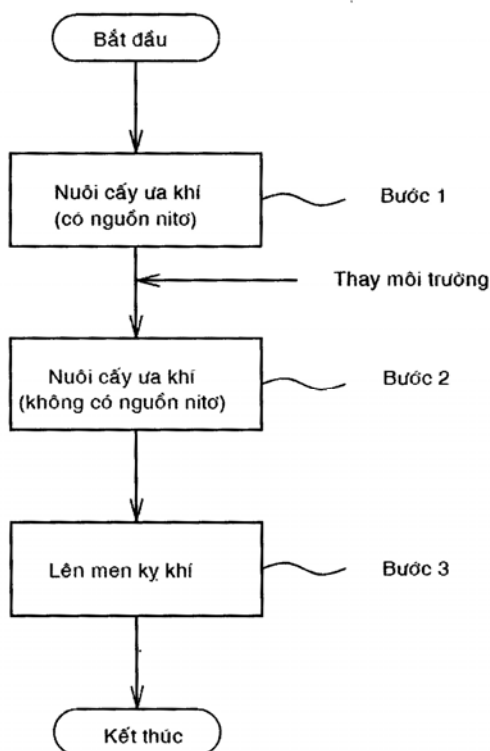 Bắt đầu
Nuôi cấy ưa khí
(có nguồn nitơ)
Bước 1
Thay môi trường
Nuôi cấy ưa khí
(không có nguồn nitơ)
Bước 2
Lên men kỵ khí
Bước 3
Kết thúc